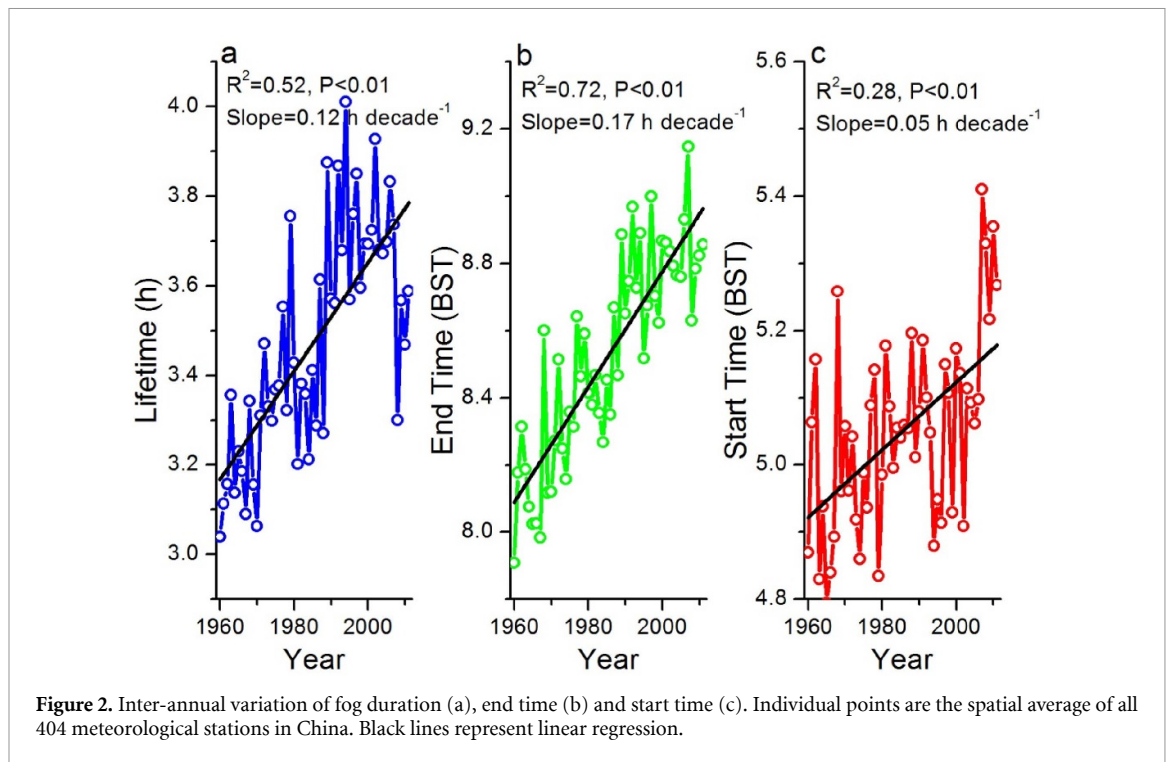 a
R²=0.52, P<0.01
Slope=0.12 h decade⁻¹
4.0
3.8
3.6
3.4
3.2
3.0
Lifetime (h)
1960 1980 2000
Year
b
R²=0.72, P<0.01
Slope=0.17 h decade⁻¹
9.2
8.8
8.4
8.0
End Time (BST)
1960 1980 2000
Year
c
R²=0.28, P<0.01
Slope=0.05 h decade⁻¹
5.6
5.4
5.2
5.0
4.8
Start Time (BST)
1960 1980 2000
Year
Figure 2. Inter-annual variation of fog duration (a), end time (b) and start time (c). Individual points are the spatial average of all
404 meteorological stations in China. Black lines represent linear regression.